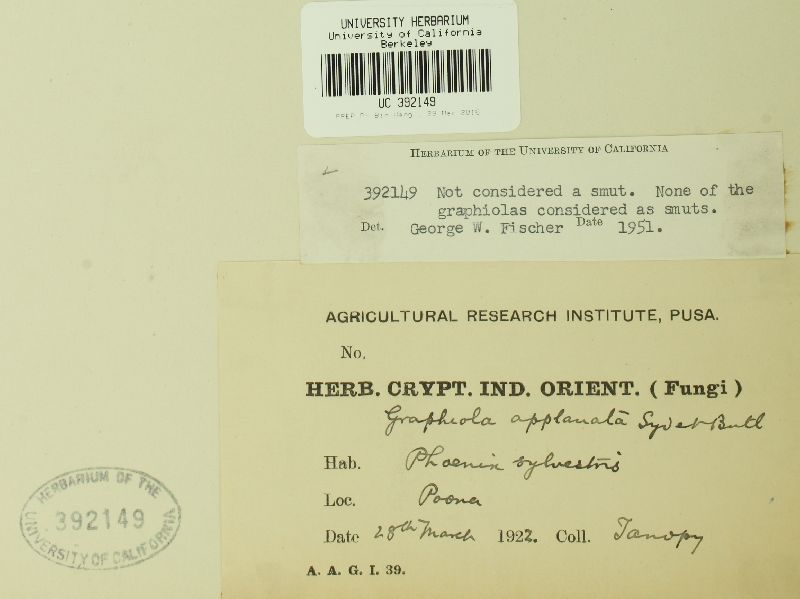 UNIVERSITY HERBARIUM
University of California
Berkeley
UC 392149
HERBARIUM OF THE UNIVERSITY OF CALIFORNIA
392149 Not considered a smut. None of the
graphiolas considered as smuts.
Det. George W. Fischer Date 1951.
AGRICULTURAL RESEARCH INSTITUTE, PUSA.
No.
HERB. CRYPT. IND. ORIENT. (Fungi)
Graphiola applanata Syd et Butl
Hab. Phoenix sylvestris
Loc. Poona
Date 28th March 1922. Coll.
A. A. G. I. 39.
HERBARIUM OF THE
392149
UNIVERSITY OF CALIFORNIA